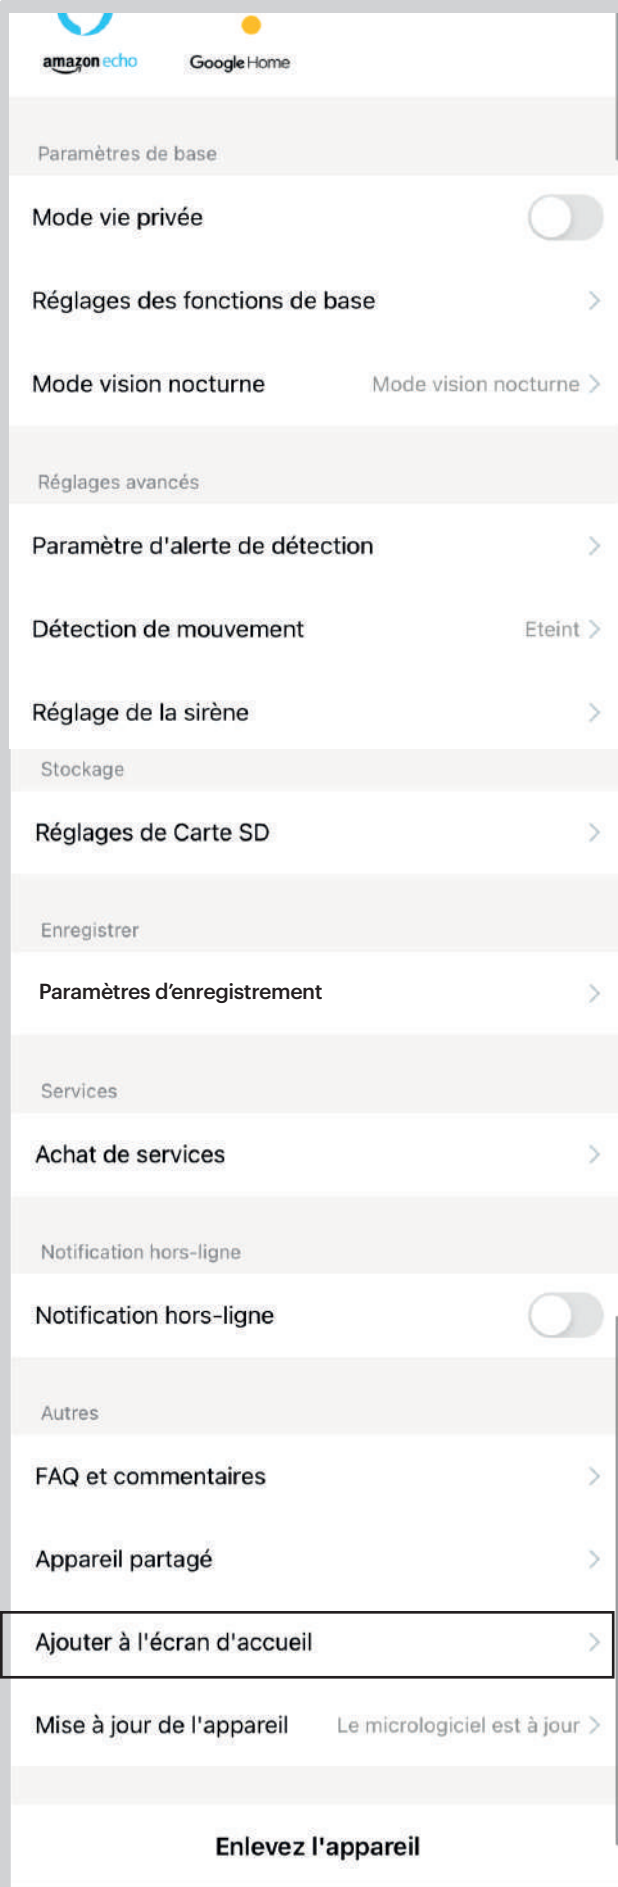 amazon echo
Google Home
Paramètres de base
Mode vie privée
Réglages des fonctions de base
Mode vision nocturne Mode vision nocturne
Réglages avancés
Paramètre d'alerte de détection
Détection de mouvement Eteint
Réglage de la sirène
Stockage
Réglages de Carte SD
Enregistrer
Paramètres d’enregistrement
Services
Achat de services
Notification hors-ligne
Notification hors-ligne
Autres
FAQ et commentaires
Appareil partagé
Ajouter à l'écran d'accueil
Mise à jour de l'appareil Le micrologiciel est à jour
Enlevez l'appareil